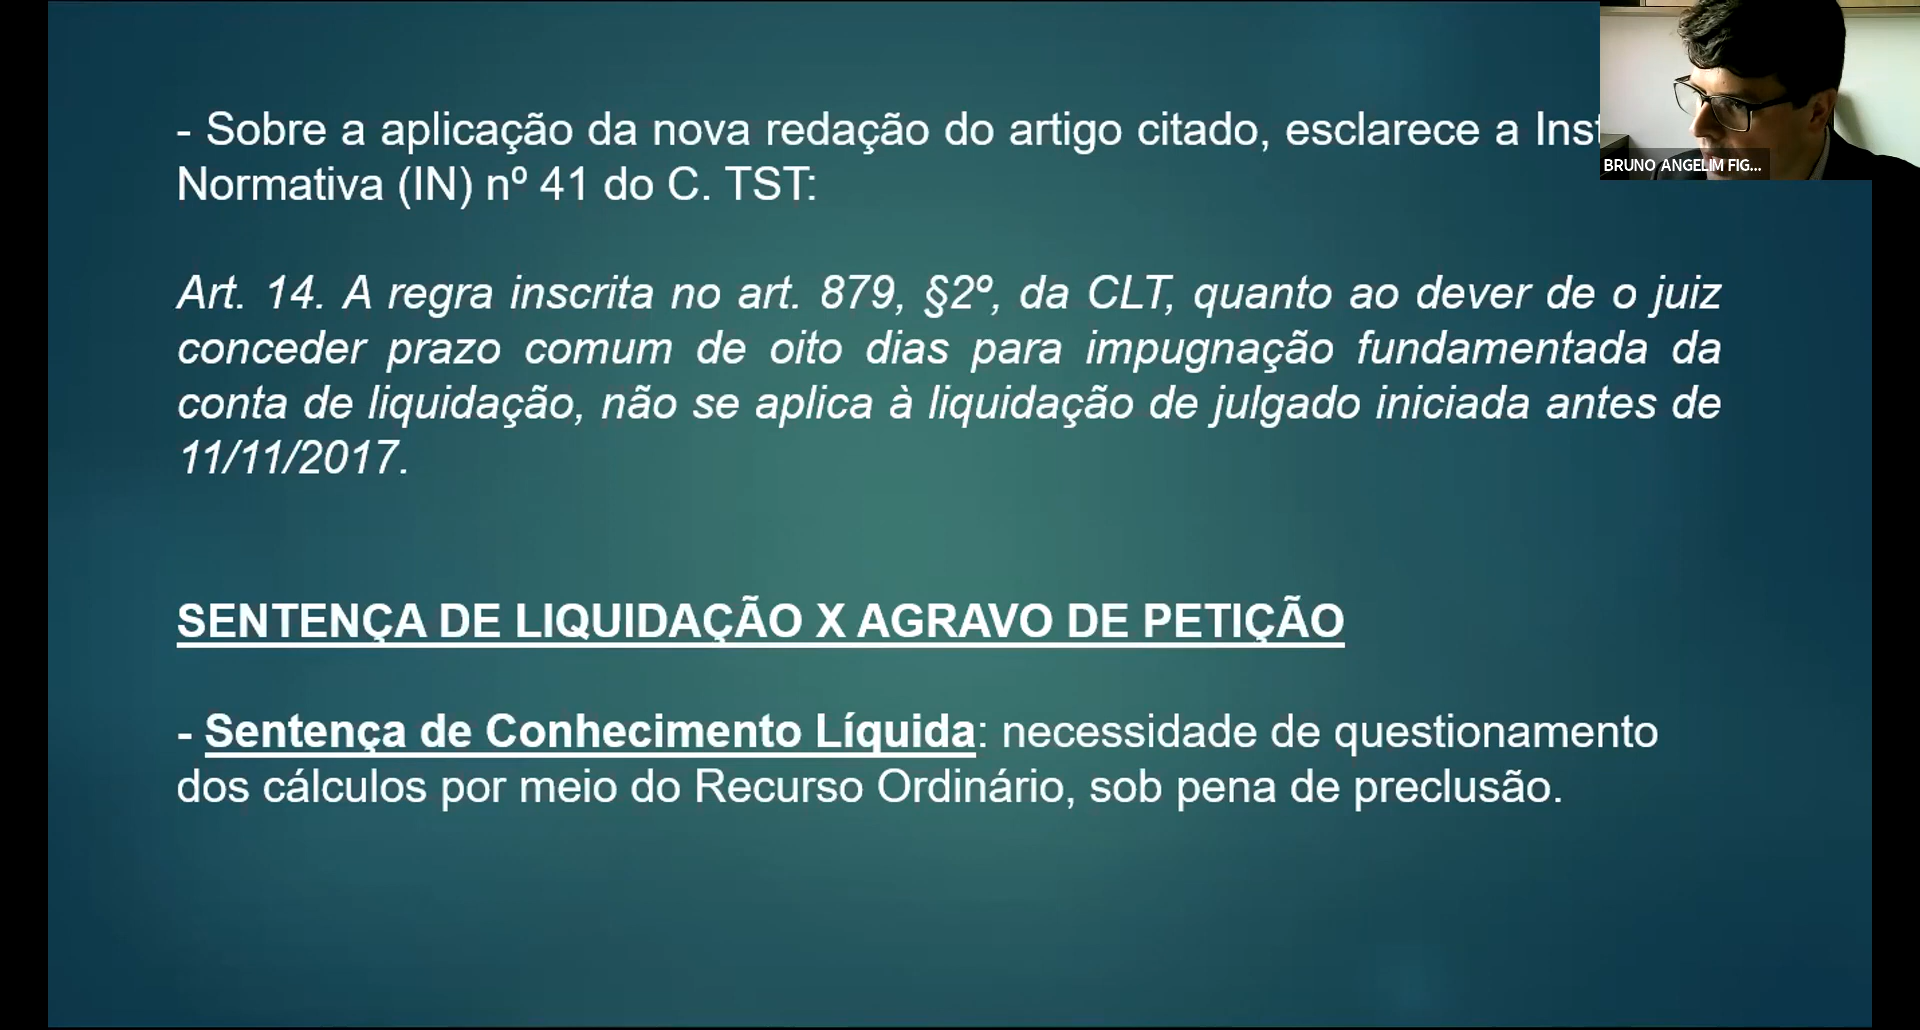 - Sobre a aplicação da nova redação do artigo citado, esclarece a
Normativa (IN) nº 41 do C. TST:
Art. 14. A regra inscrita no art. 879, §2º, da CLT, quanto ao dever de o juiz
conceder prazo comum de oito dias para impugnação fundamentada da
conta de liquidação, não se aplica à liquidação de julgado iniciada antes de
11/11/2017.
SENTENÇA DE LIQUIDAÇÃO X AGRAVO DE PETIÇÃO
- Sentença de Conhecimento Líquida: necessidade de questionamento
dos cálculos por meio do Recurso Ordinário, sob pena de preclusão.
BRUNO ANGELIM FIG...